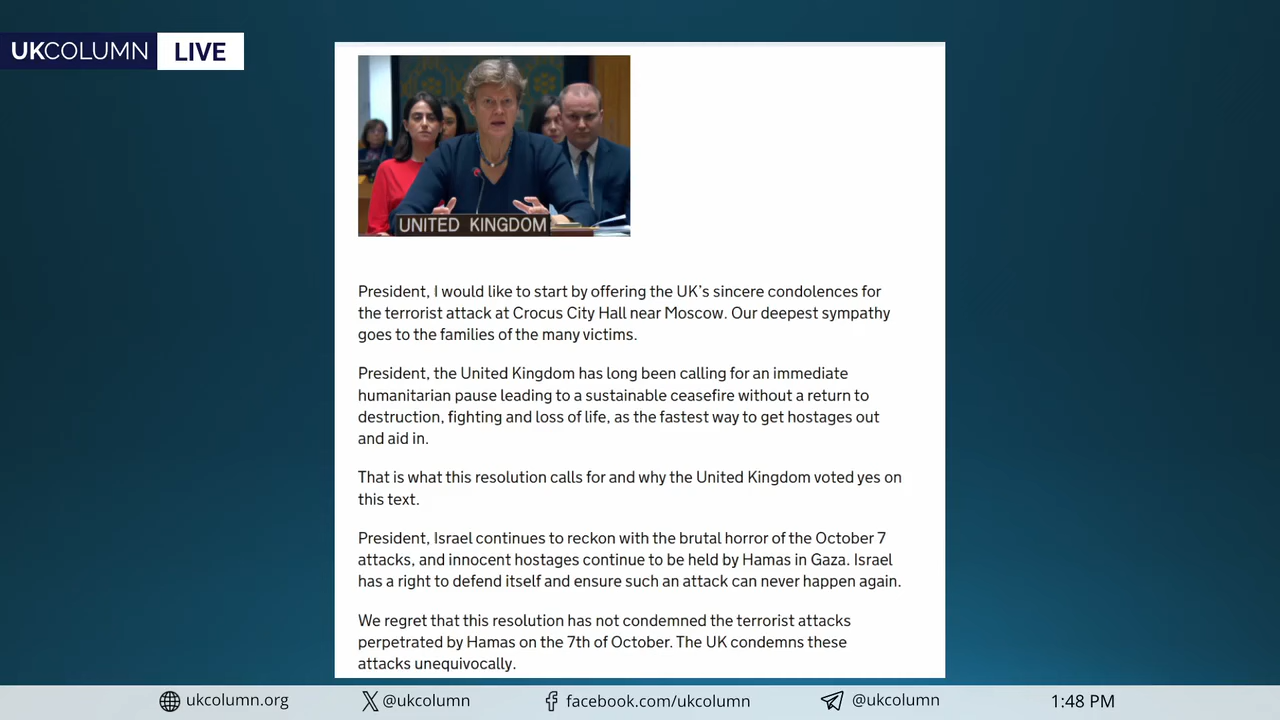 UKCOLUMN LIVE
UNITED KINGDOM
President, I would like to start by offering the UK's sincere condolences for
the terrorist attack at Crocus City Hall near Moscow. Our deepest sympathy
goes to the families of the many victims.
President, the United Kingdom has long been calling for an immediate
humanitarian pause leading to a sustainable ceasefire without a return to
destruction, fighting and loss of life, as the fastest way to get hostages out
and aid in.
That is what this resolution calls for and why the United Kingdom voted yes on
this text.
President, Israel continues to reckon with the brutal horror of the October 7
attacks, and innocent hostages continue to be held by Hamas in Gaza. Israel
has a right to defend itself and ensure such an attack can never happen again.
We regret that this resolution has not condemned the terrorist attacks
perpetrated by Hamas on the 7th of October. The UK condemns these
attacks unequivocally.
ukcolumn.org @ukcolumn facebook.com/ukcolumn @ukcolumn 1:48 PM